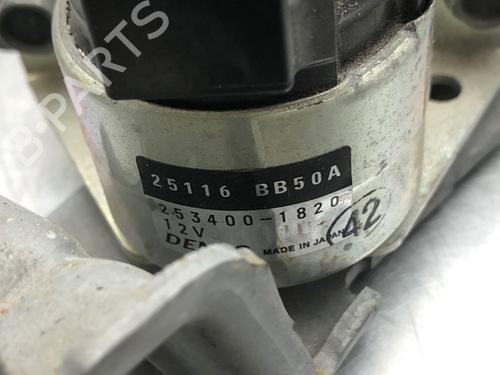 B-PARTS
25116 BB50A
253400-1820
12V
MADE IN JAPAN
42